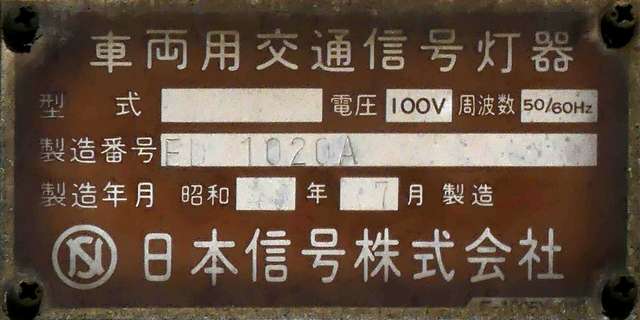 車両用交通信号灯器
型 式 電圧 100V 周波数 50/60Hz
製造番号 ED 1020A
製造年月 昭和 年 7月 製造
日本信号株式会社